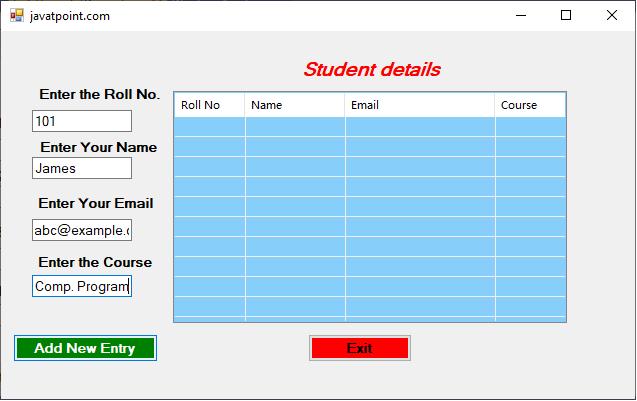 javatpoint.com
Student details
Enter the Roll No.
101
Enter Your Name
James
Enter Your Email
abc@example.
Enter the Course
Comp. Program
Roll No Name Email Course
Add New Entry
Exit